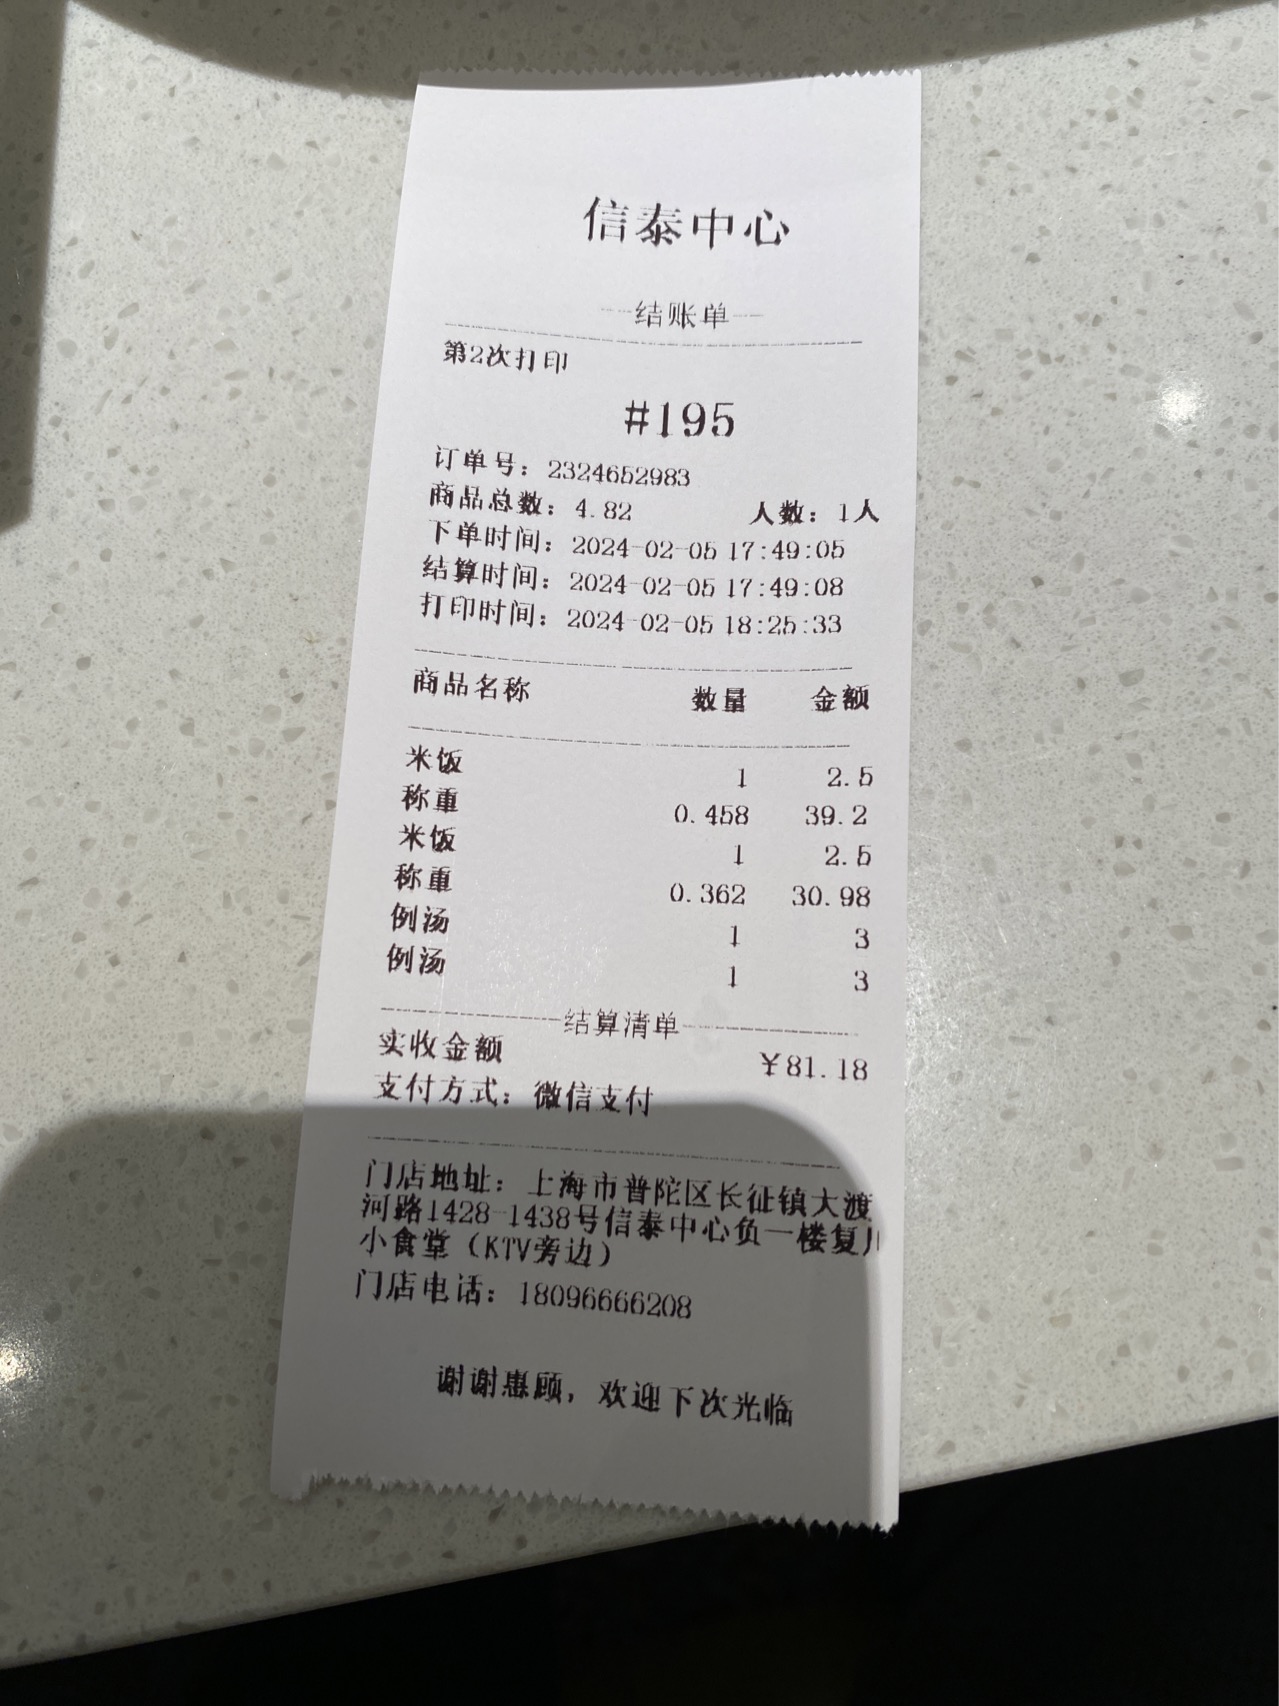 信泰中心
结账单
第2次打印
#195
订单号：2324652983
商品总数：4.82 人数：1人
下单时间：2024-02-05 17:49:05
结算时间：2024-02-05 17:49:08
打印时间：2024-02-05 18:25:33
商品名称 数量 金额
米饭 1 2.5
称重 0.458 39.2
米饭 1 2.5
称重 0.362 30.98
例汤 1 3
例汤 1 3
结算清单
实收金额 ￥81.18
支付方式：微信支付
门店地址：上海市普陀区长征镇大渡
河路1428-1438号信泰中心负一楼复川
小食堂（KTV旁边）
门店电话：18096666208
谢谢惠顾，欢迎下次光临